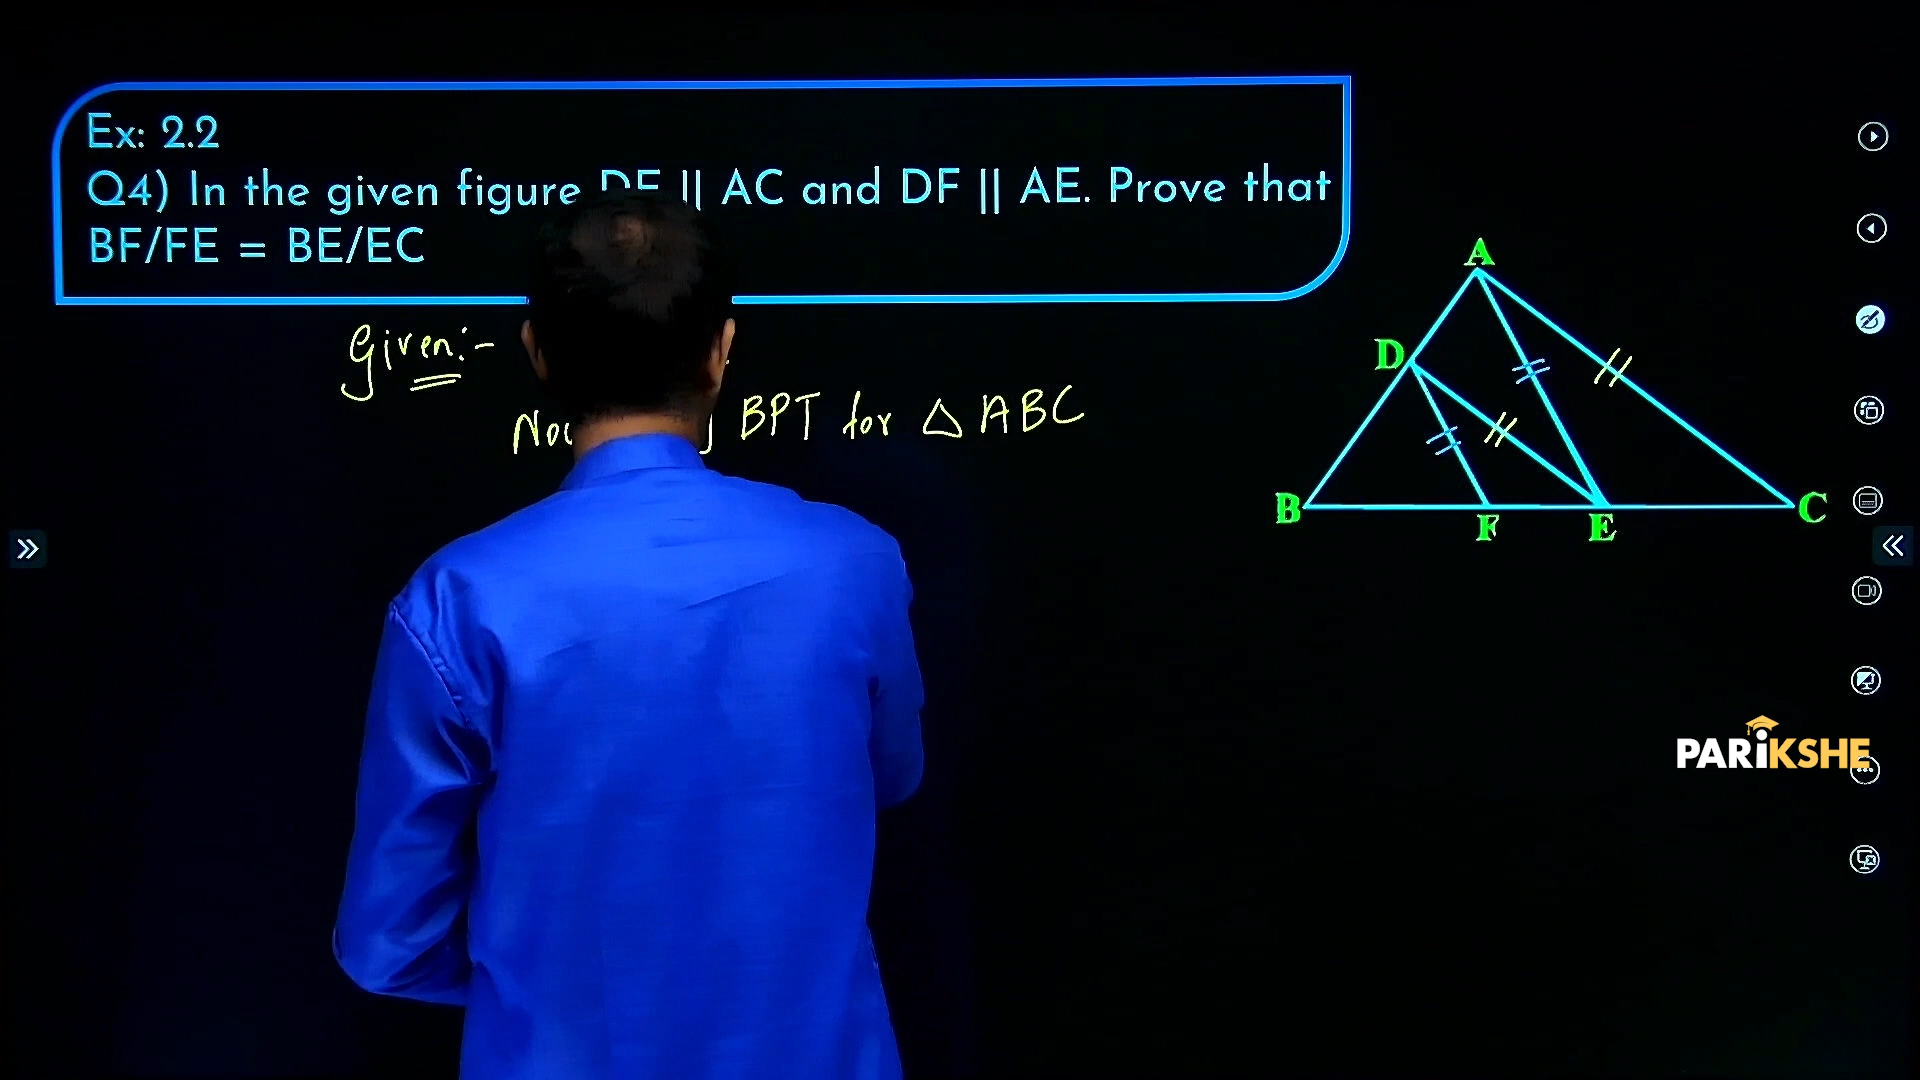 Ex: 2.2
Q4) In the given figure DE || AC and DF || AE. Prove that
BF/FE = BE/EC
Given:-
BPT for △ ABC
A
D
B
F
E
C
PARiKSHE